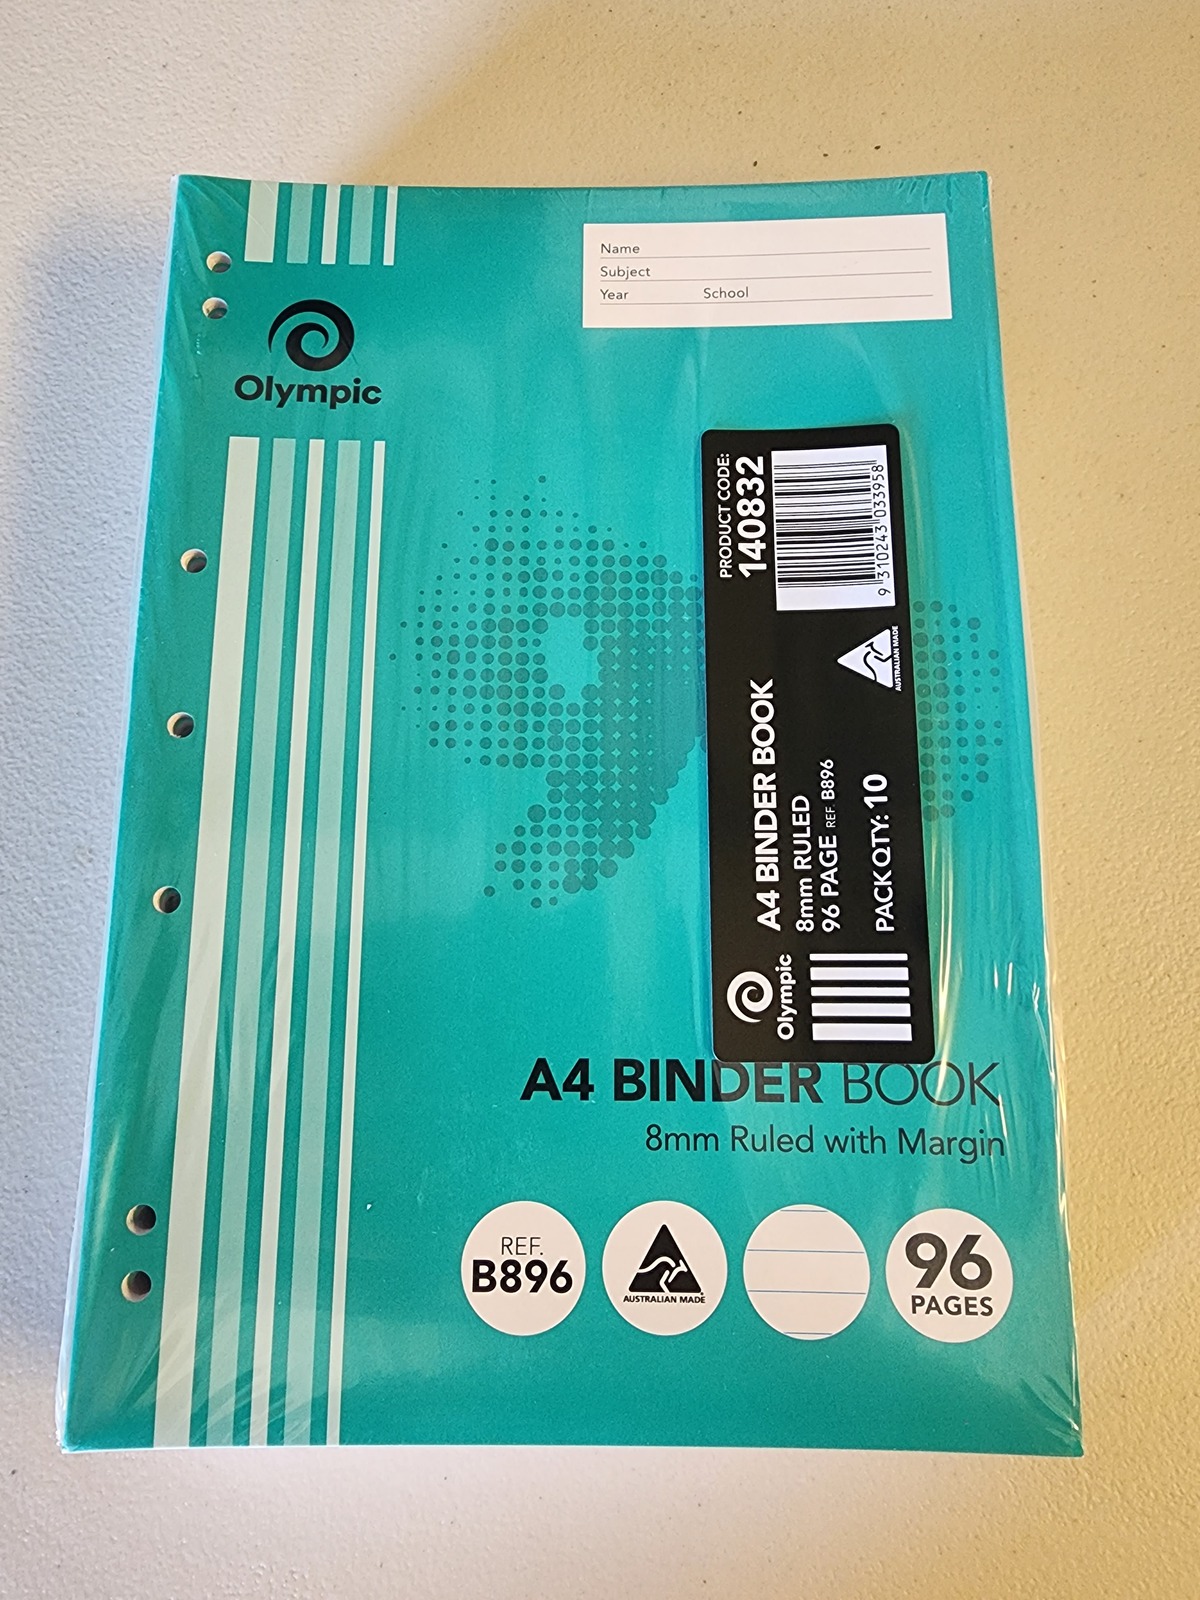 Name
Subject
Year School
Olympic
PRODUCT CODE:
140832
9 310243 033958
AUSTRALIAN MADE
A4 BINDER BOOK
8mm RULED
96 PAGE REF. B896
PACK QTY: 10
Olympic
A4 BINDER BOOK
8mm Ruled with Margin
REF.
B896
AUSTRALIAN MADE
96
PAGES